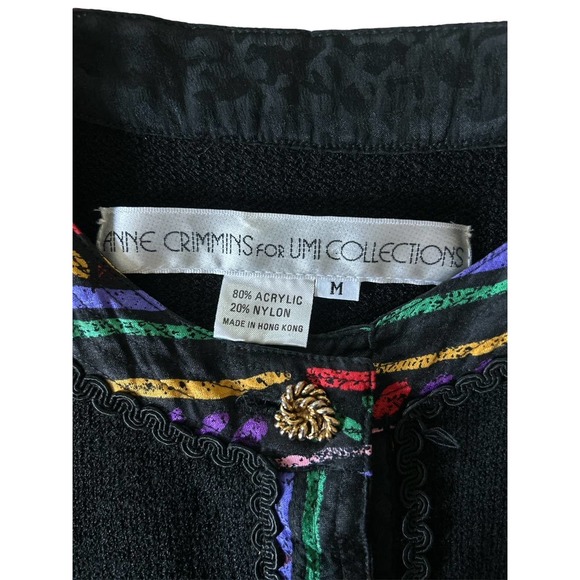 ANNE CRIMMINS FOR UMI COLLECTIONS
M
80% ACRYLIC
20% NYLON
MADE IN HONG KONG